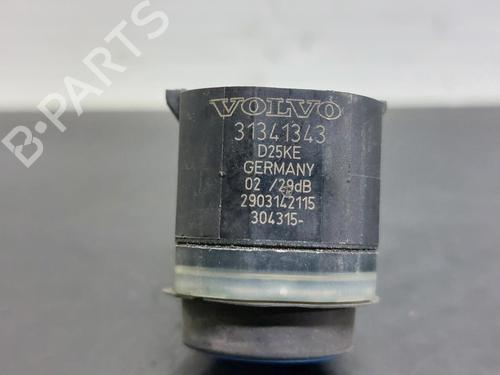 VOLVO
31341343
D25KE
GERMANY
02 /29dB
2903142115
304315-
B-PARTS